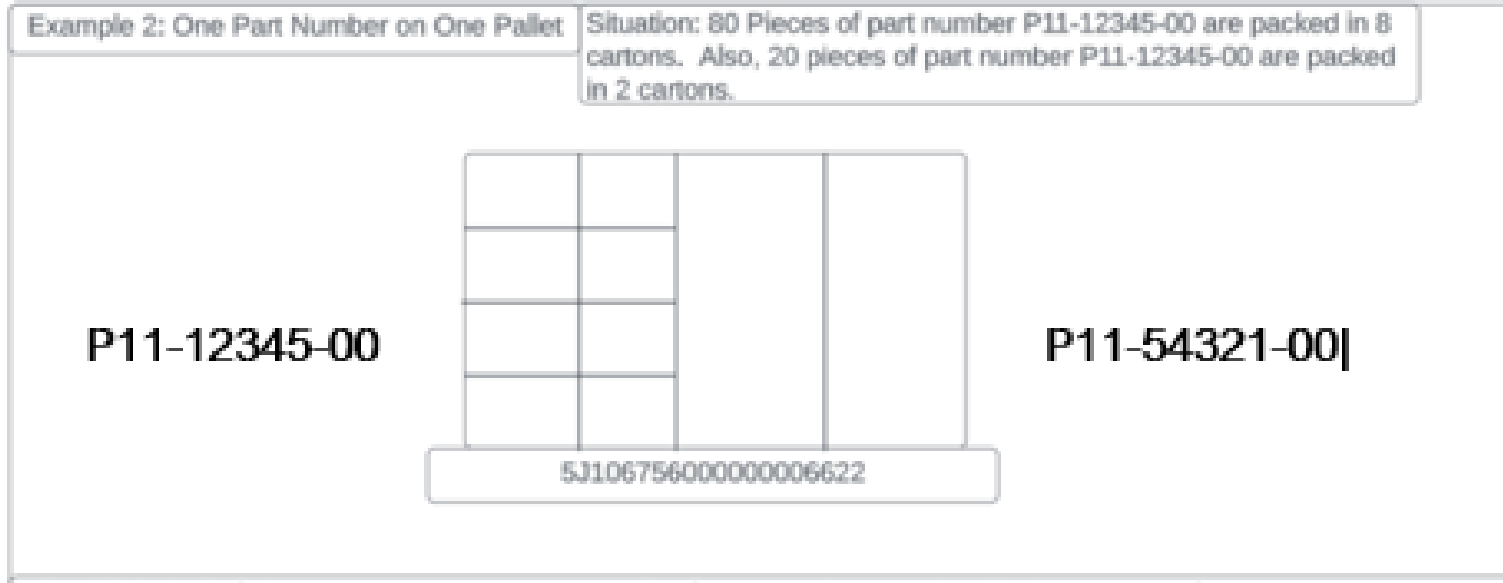 Example 2: One Part Number on One Pallet
Situation: 80 Pieces of part number P11-12345-00 are packed in 8
cartons. Also, 20 pieces of part number P11-12345-00 are packed
in 2 cartons.
P11-12345-00
P11-54321-00|
5J106756000000006622